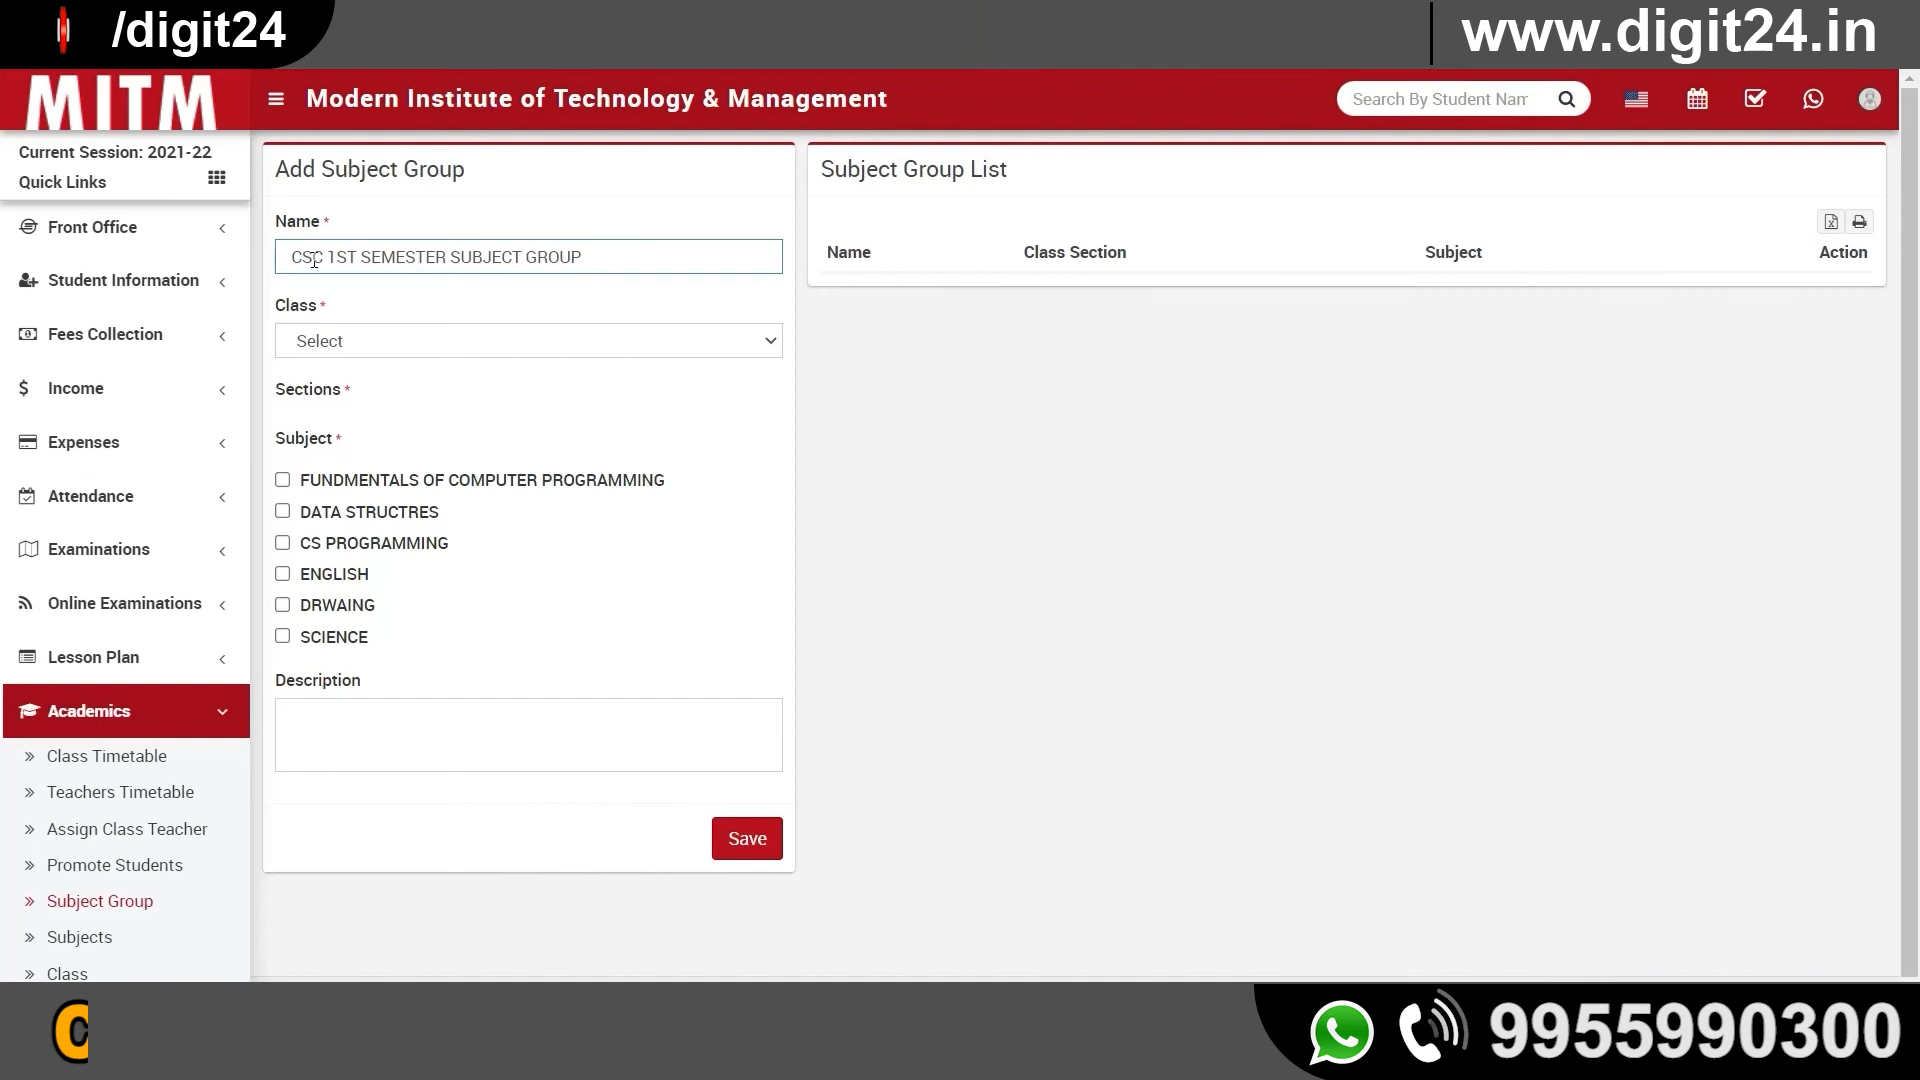 /digit24
www.digit24.in
MITM
Modern Institute of Technology & Management
Search By Student Nam
Current Session: 2021-22
Quick Links
Front Office
Student Information
Fees Collection
Income
Expenses
Attendance
Examinations
Online Examinations
Lesson Plan
Academics
Class Timetable
Teachers Timetable
Assign Class Teacher
Promote Students
Subject Group
Subjects
Class
Add Subject Group
Name *
CSC 1ST SEMESTER SUBJECT GROUP
Class *
Select
Sections *
Subject *
FUNDMENTALS OF COMPUTER PROGRAMMING
DATA STRUCTRES
CS PROGRAMMING
ENGLISH
DRWAING
SCIENCE
Description
Save
Subject Group List
Name Class Section Subject Action
C
9955990300